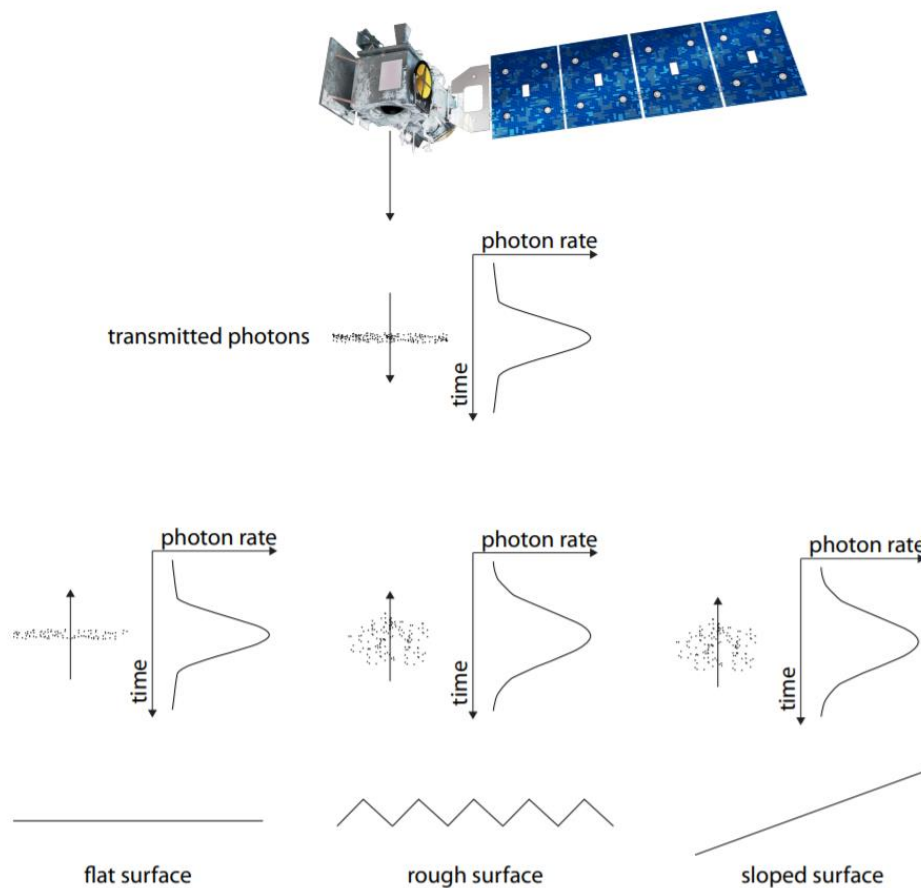 photon rate
transmitted photons
time
photon rate
photon rate
photon rate
time
time
time
flat surface
rough surface
sloped surface